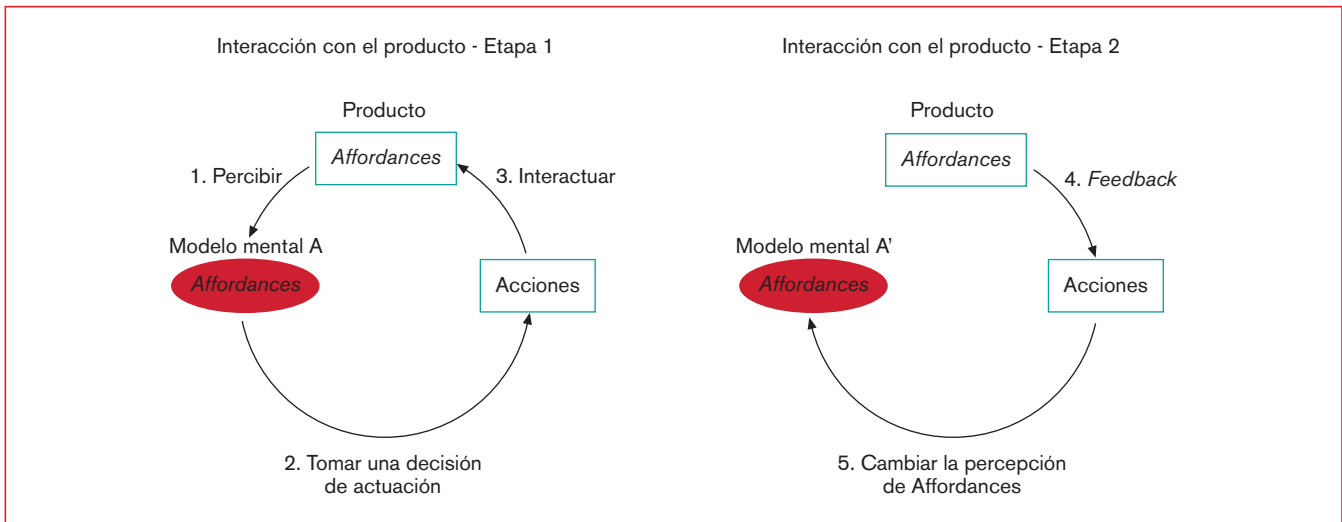 Interacción con el producto - Etapa 1
Producto
Affordances
1. Percibir
3. Interactuar
Modelo mental A
Affordances
Acciones
2. Tomar una decisión
de actuación
Interacción con el producto - Etapa 2
Producto
Affordances
4. Feedback
Modelo mental A'
Affordances
Acciones
5. Cambiar la percepción
de Affordances